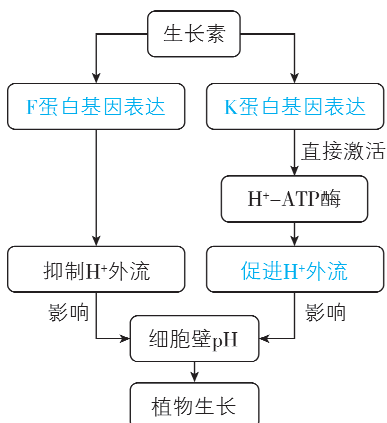 生长素
F蛋白基因表达
K蛋白基因表达
直接激活
H⁺-ATP酶
抑制H⁺外流
促进H⁺外流
影响
影响
细胞壁pH
植物生长